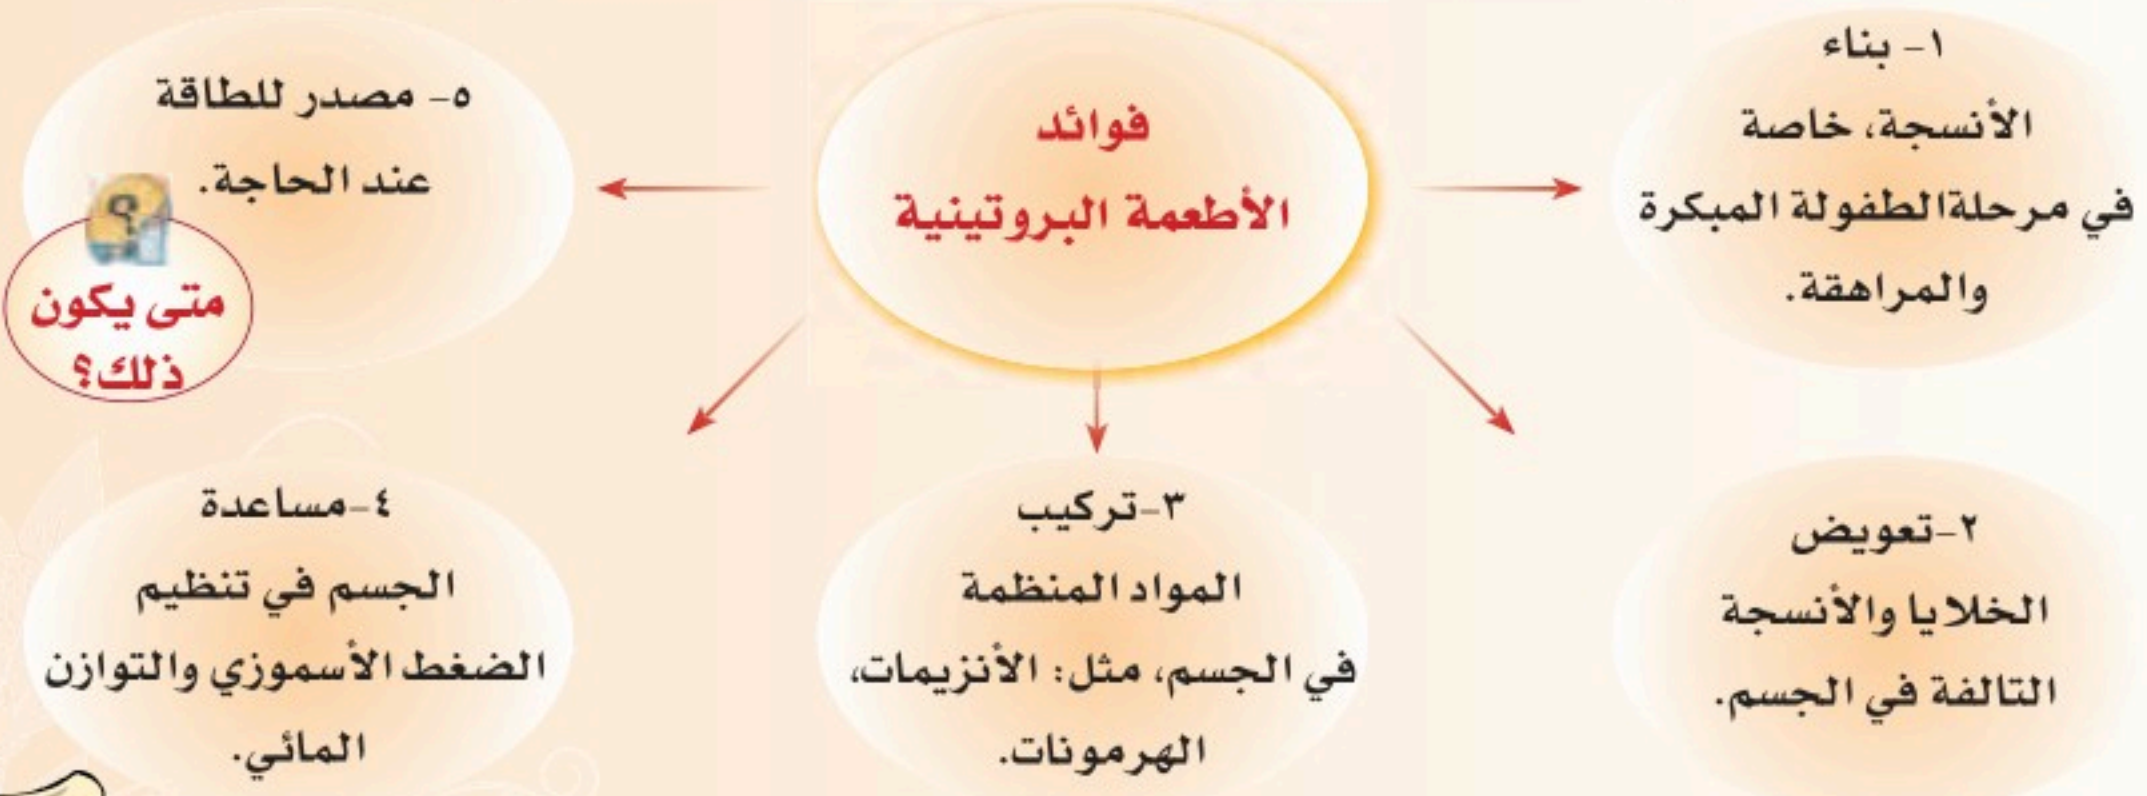 فوائد
الأطعمة البروتينية
١- بناء
الأنسجة، خاصة
في مرحلة الطفولة المبكرة
والمراهقة.
٢-تعويض
الخلايا والأنسجة
التالفة في الجسم.
٣-تركيب
المواد المنظمة
في الجسم، مثل: الأنزيمات،
الهرمونات.
٤-مساعدة
الجسم في تنظيم
الضغط الأسموزي والتوازن
المائي.
٥- مصدر للطاقة
عند الحاجة.
؟
متى يكون
ذلك؟